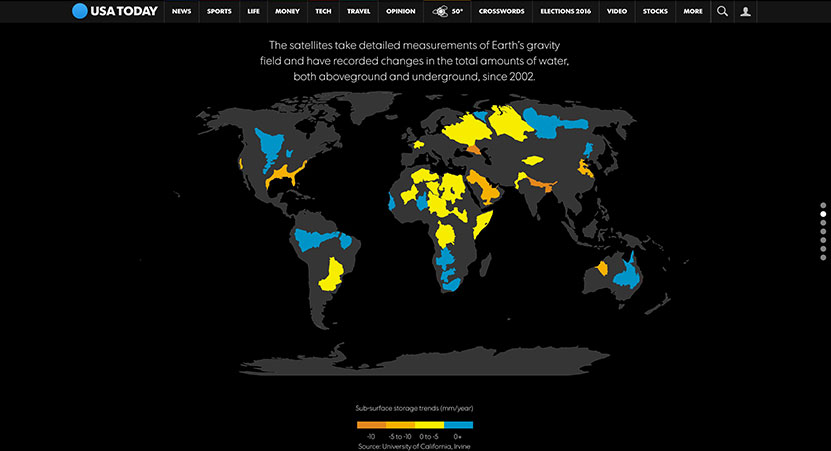 USA TODAY
NEWS
SPORTS
LIFE
MONEY
TECH
TRAVEL
OPINION
50°
CROSSWORDS
ELECTIONS 2016
VIDEO
STOCKS
MORE
The satellites take detailed measurements of Earth's gravity
field and have recorded changes in the total amounts of water,
both aboveground and underground, since 2002.
Sub-surface storage trends (mm/year)
-10 -5 to -10 0 to -5 0+
Source: University of California, Irvine